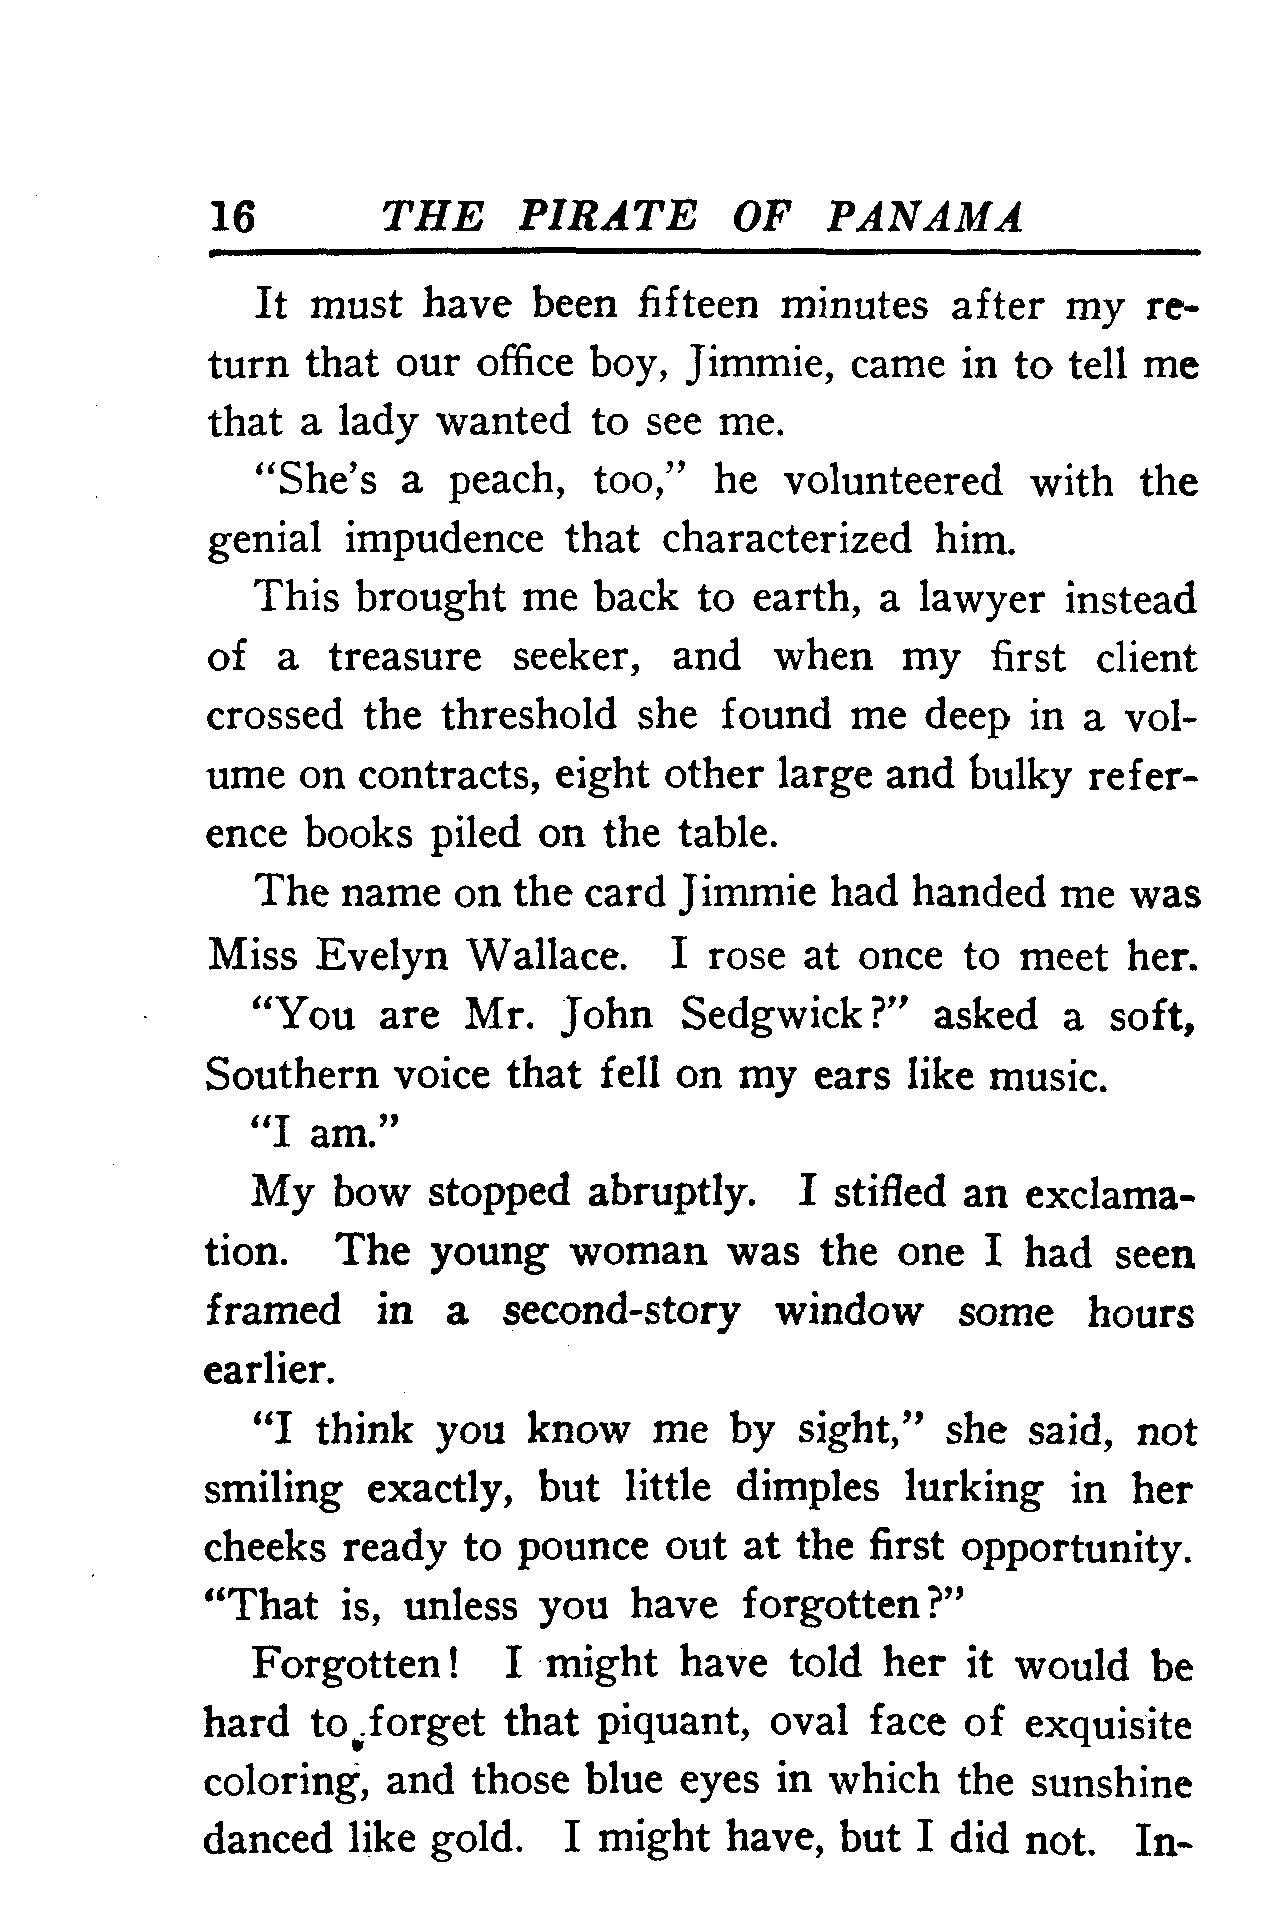 16 THE PIRATE OF PANAMA
It must have been fifteen minutes after my re-
turn that our office boy, Jimmie, came in to tell me
that a lady wanted to see me.
"She's a peach, too," he volunteered with the
genial impudence that characterized him.
This brought me back to earth, a lawyer instead
of a treasure seeker, and when my first client
crossed the threshold she found me deep in a vol-
ume on contracts, eight other large and bulky refer-
ence books piled on the table.
The name on the card Jimmie had handed me was
Miss Evelyn Wallace. I rose at once to meet her.
"You are Mr. John Sedgwick?" asked a soft,
Southern voice that fell on my ears like music.
"I am."
My bow stopped abruptly. I stifled an exclama-
tion. The young woman was the one I had seen
framed in a second-story window some hours
earlier.
"I think you know me by sight," she said, not
smiling exactly, but little dimples lurking in her
cheeks ready to pounce out at the first opportunity.
"That is, unless you have forgotten?"
Forgotten! I might have told her it would be
hard to forget that piquant, oval face of exquisite
coloring, and those blue eyes in which the sunshine
danced like gold. I might have, but I did not. In-